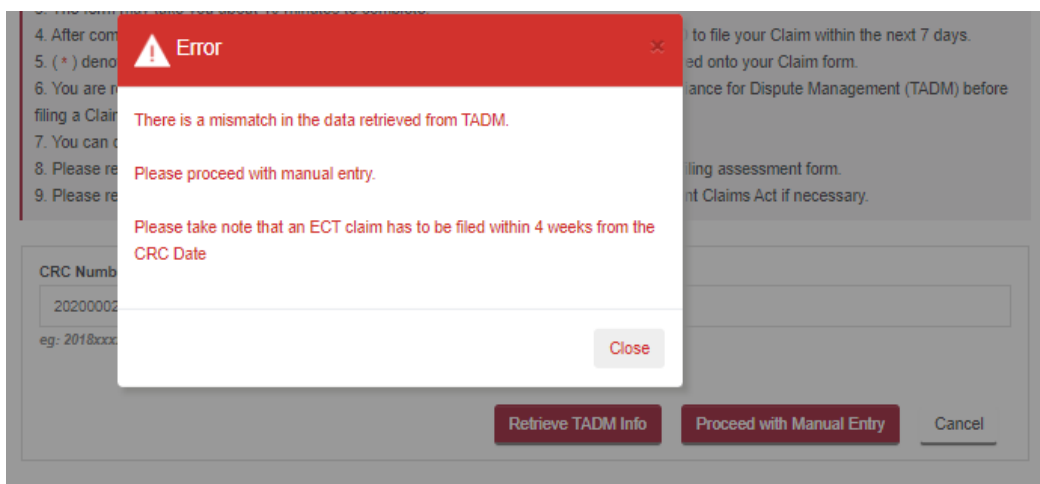 4. After com
Error
×
to file your Claim within the next 7 days.
5. ( * ) deno
ed onto your Claim form.
6. You are r
iance for Dispute Management (TADM) before
filing a Clair
There is a mismatch in the data retrieved from TADM.
7. You can
Please proceed with manual entry.
8. Please re
iling assessment form.
9. Please re
nt Claims Act if necessary.
Please take note that an ECT claim has to be filed within 4 weeks from the
CRC Date
CRC Numb
20200002
eg: 2018xxx
Close
Retrieve TADM Info
Proceed with Manual Entry
Cancel